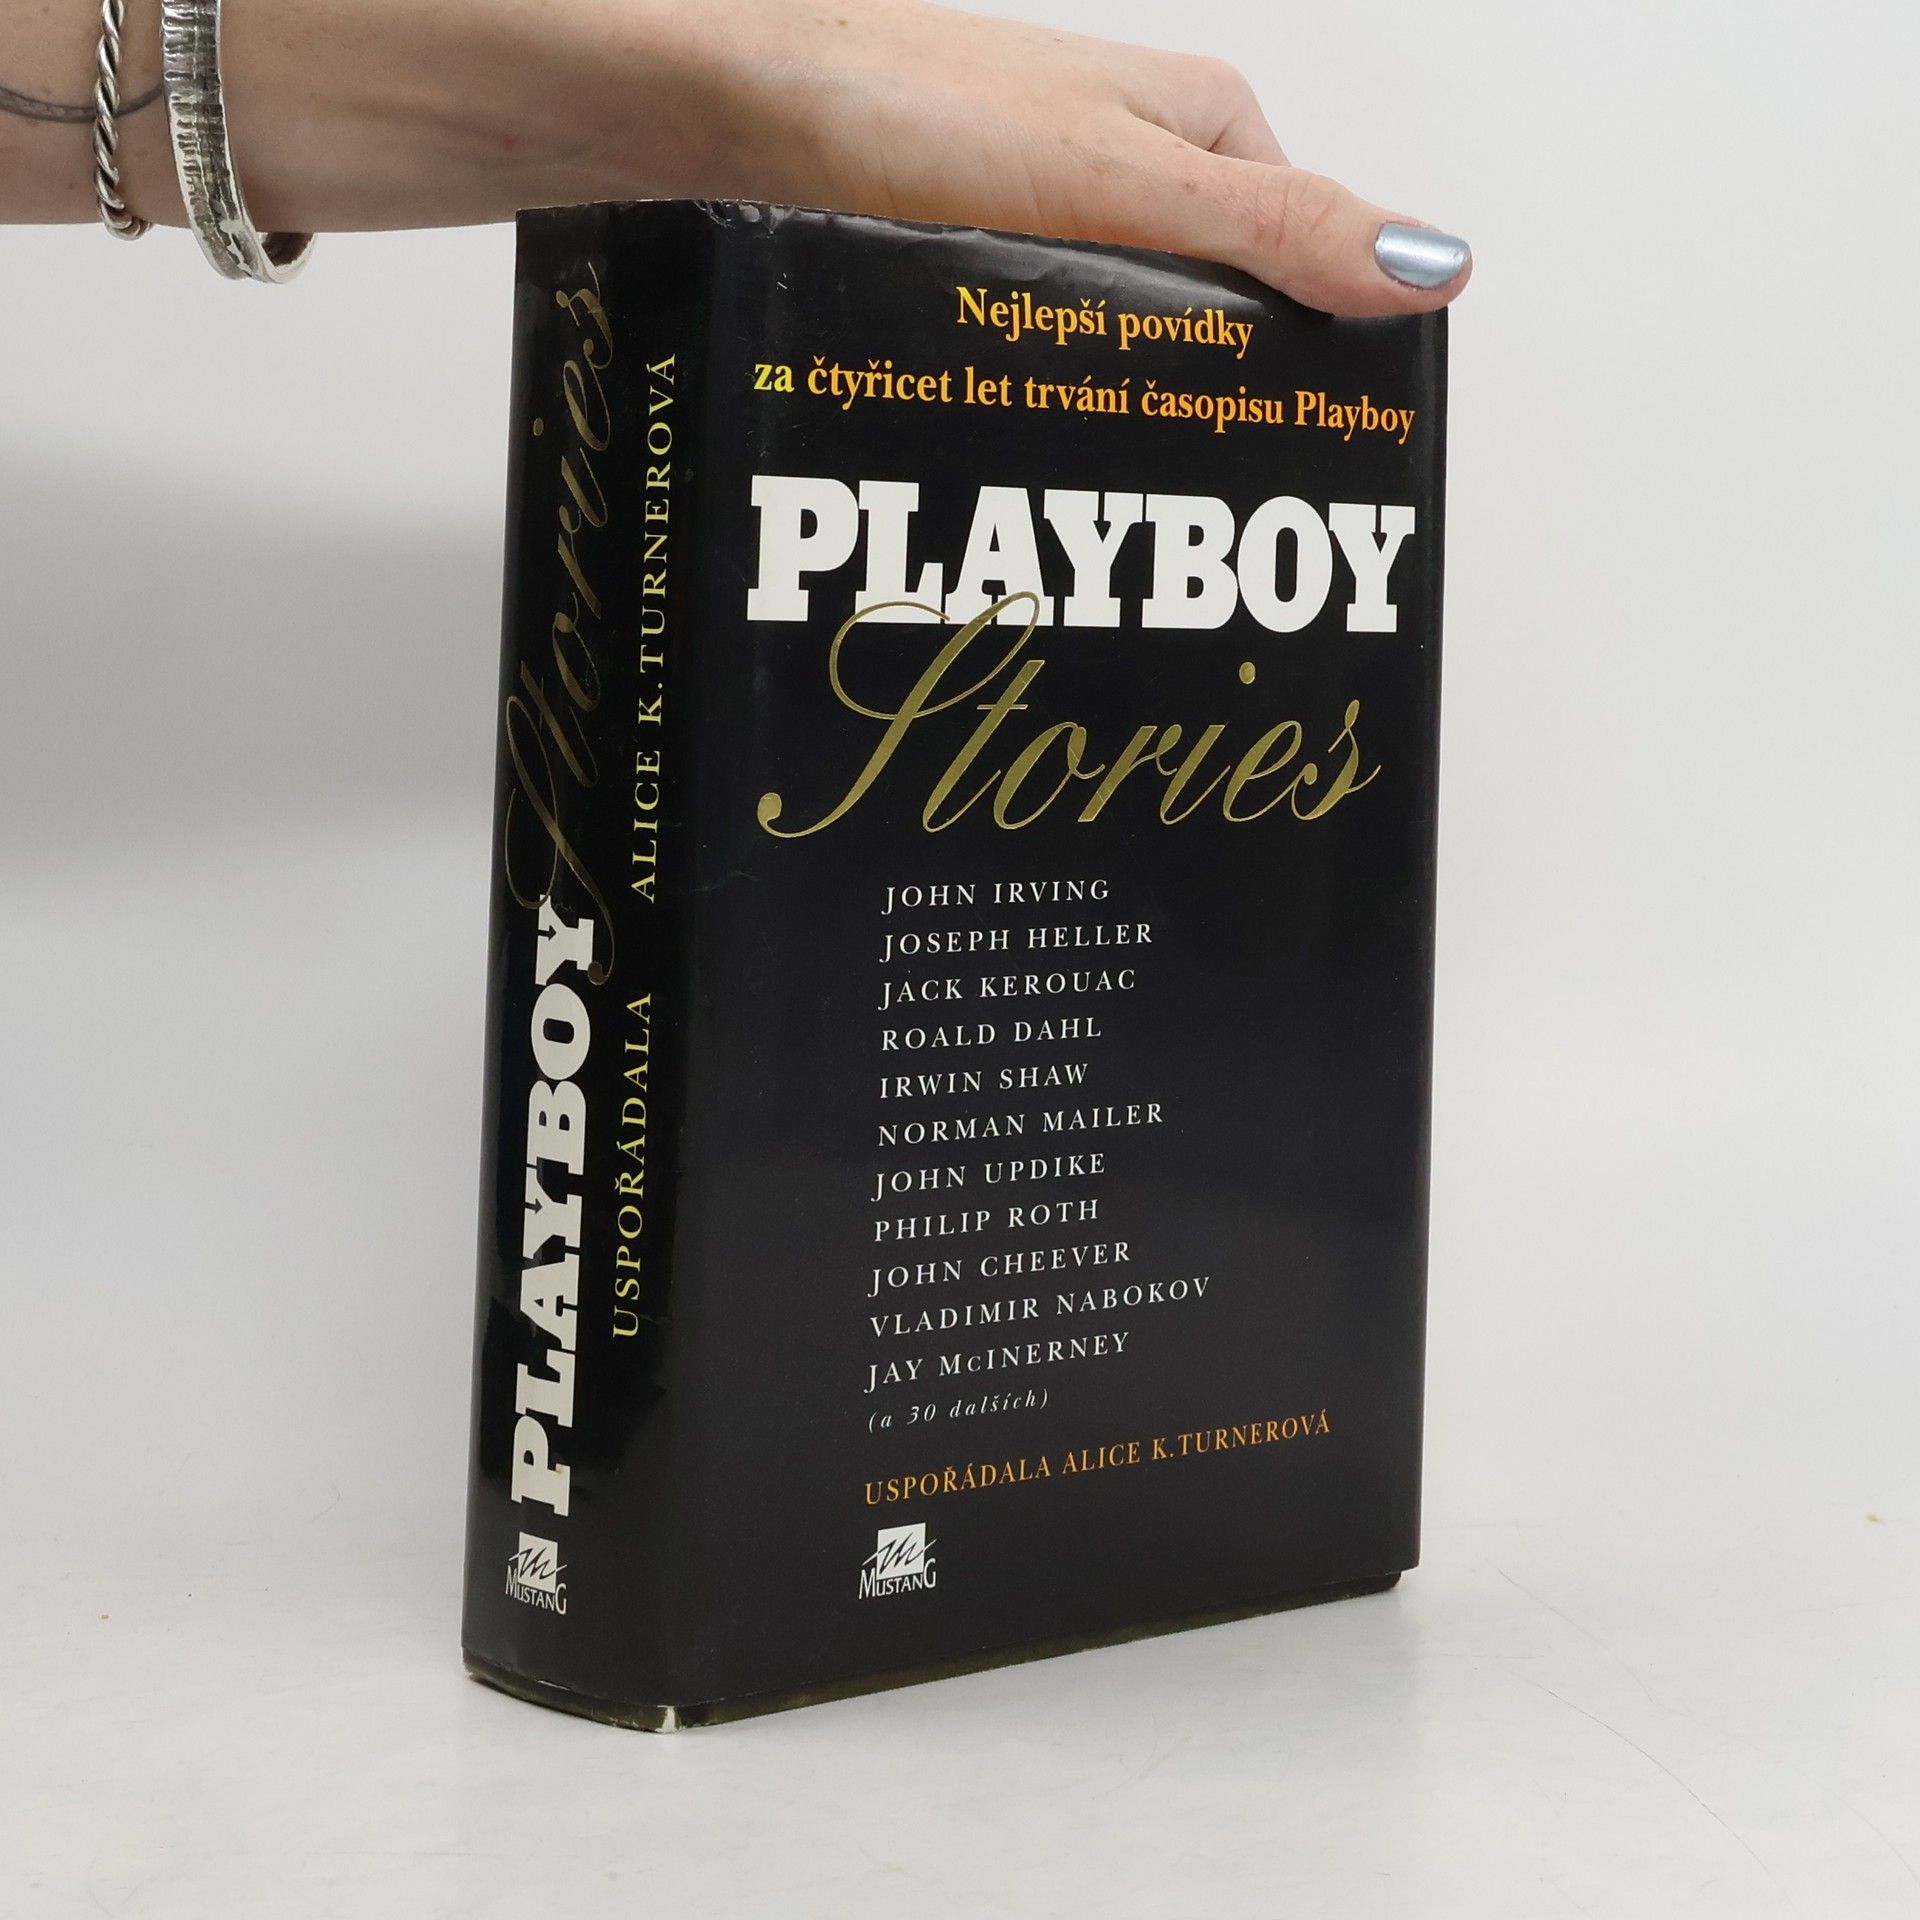 Nejlepší povídky
za čtyřicet let trvání časopisu Playboy
PLAYBOY
Stories
JOHN IRVING
JOSEPH HELLER
JACK KEROUAC
ROALD DAHL
IRWIN SHAW
NORMAN MAILER
JOHN UPDIKE
PHILIP ROTH
JOHN CHEEVER
VLADIMIR NABOKOV
JAY McINERNEY
(a 30 dalších)
USPOŘÁDALA ALICE K.TURNEROVÁ
MUSTANG
PLAYBOY Stories
USPOŘÁDALA ALICE K.TURNEROVÁ
MUSTANG